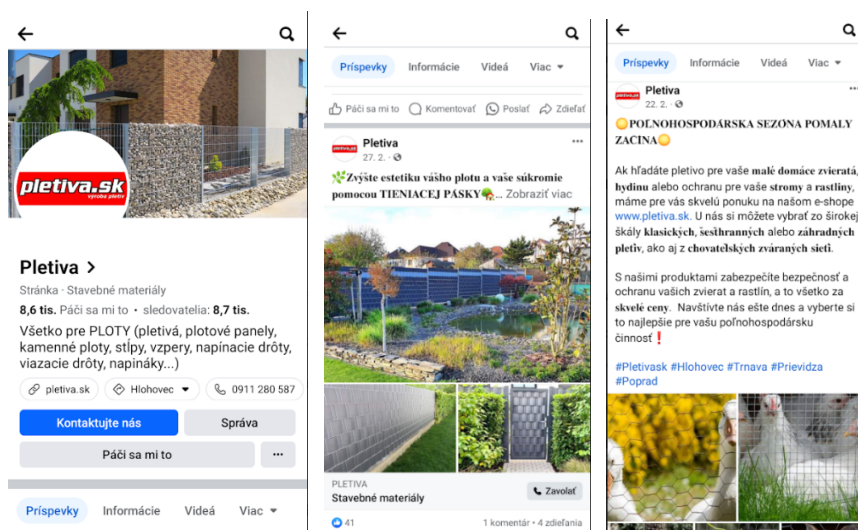 pletiva.sk
výroba pletív
Pletiva >
Stránka · Stavebné materiály
8,6 tis. Páči sa mi to • sledovatelia: 8,7 tis.
Všetko pre PLOTY (pletivá, plotové panely,
kamenné ploty, stĺpy, vzpery, napínacie drôty,
viazacie drôty, napináky...)
pletiva.sk
Hlohovec
0911 280 587
Kontaktujte nás
Správa
Páči sa mi to
Príspevky Informácie Videá Viac
Príspevky Informácie Videá Viac
Páči sa mi to Komentovať Poslať Zdieľať
Pletiva
27. 2. ·
Zvýšte estetiku vášho plotu a vaše súkromie
pomocou TIENIACEJ PÁSKY... Zobraziť viac
PLETIVA
Stavebné materiály
Zavolať
41
1 komentár • 4 zdieľania
Príspevky Informácie Videá Viac
pletiva.sk
Pletiva
22. 2. ·
POĽNOHOSPODÁRSKA SEZÓNA POMALY
ZAČÍNA
Ak hľadáte pletivo pre vaše malé domáce zvieratá,
hydinu alebo ochranu pre vaše stromy a rastliny,
máme pre vás skvelú ponuku na našom e-shope
www.pletiva.sk. U nás si môžete vybrať zo širokej
škály klasických, šesťhranných alebo záhradných
pletív, ako aj z chovateľských zváraných sietí.
S našimi produktami zabezpečíte bezpečnosť a
ochranu vašich zvierat a rastlín, a to všetko za
skvelé ceny. Navštívte nás ešte dnes a vyberte si
to najlepšie pre vašu poľnohospodársku
činnosť❗
#Pletivask #Hlohovec #Trnava #Prievidza
#Poprad